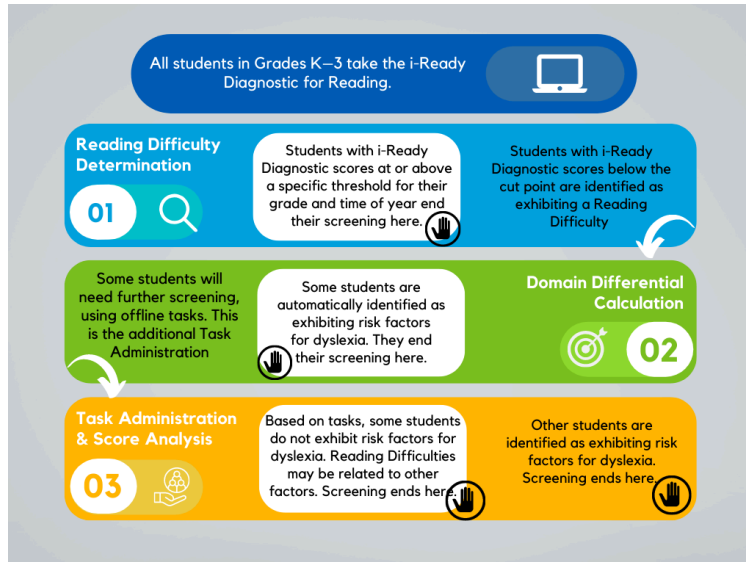 All students in Grades K–3 take the i-Ready
Diagnostic for Reading.
Reading Difficulty
Determination
01
Students with i-Ready
Diagnostic scores at or above
a specific threshold for their
grade and time of year end
their screening here.
Students with i-Ready
Diagnostic scores below the
cut point are identified as
exhibiting a Reading
Difficulty
Some students will
need further screening,
using offline tasks. This
is the additional Task
Administration
Some students are
automatically identified as
exhibiting risk factors
for dyslexia. They end
their screening here.
Domain Differential
Calculation
02
Task Administration
& Score Analysis
03
Based on tasks, some students
do not exhibit risk factors for
dyslexia. Reading Difficulties
may be related to other
factors. Screening ends here.
Other students are
identified as exhibiting risk
factors for dyslexia.
Screening ends here.